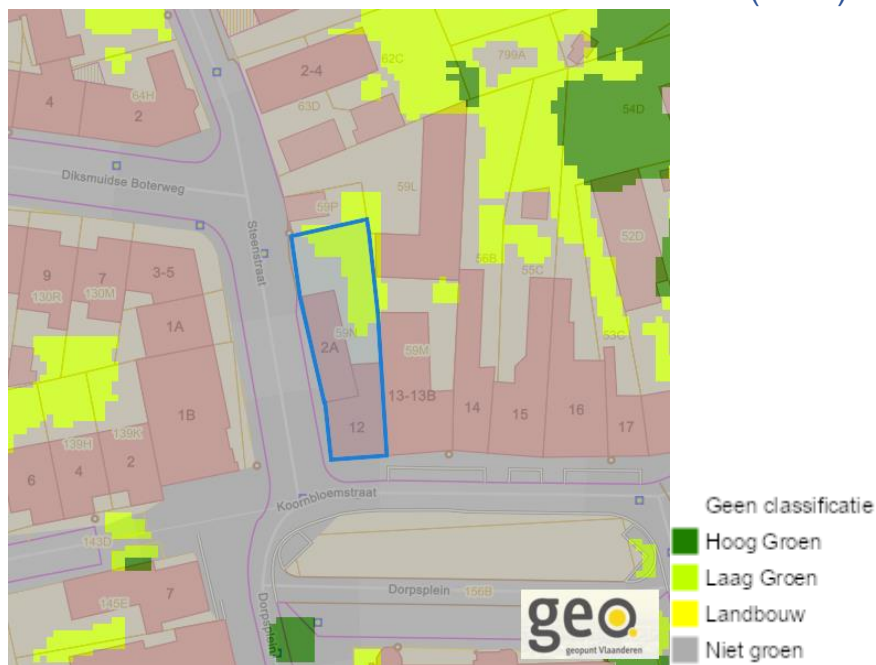 2-4
62C
799A
4
64H
2
63D
54D
Diksmuidse Boterweg
59L
59P
Steenstraat
52D
56B
55C
9
7
3-5
130R
130M
1A
2A
59M
53C
1B
13-13B
14
15
16
17
12
139K
139H
6
4
2
Koornbloemstraat
143D
Dorpsplein
156B
7
145E
Dorpsplein
geo.
geopunt Vlaanderen
Geen classificatie
Hoog Groen
Laag Groen
Landbouw
Niet groen